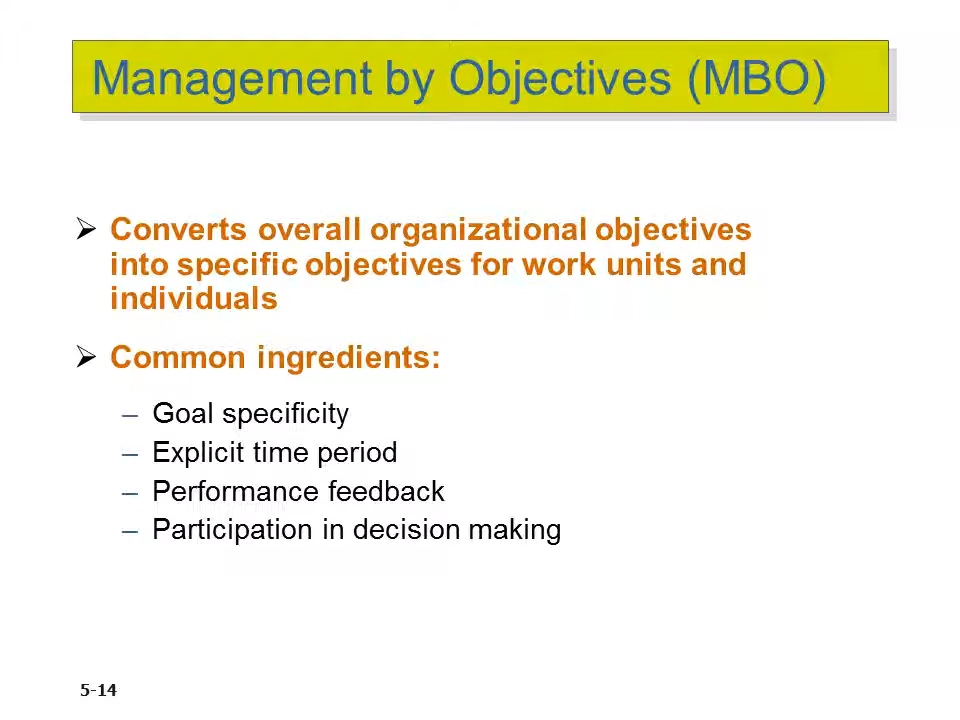 Management by Objectives (MBO)
➢ Converts overall organizational objectives
into specific objectives for work units and
individuals
➢ Common ingredients:
– Goal specificity
– Explicit time period
– Performance feedback
– Participation in decision making
5-14